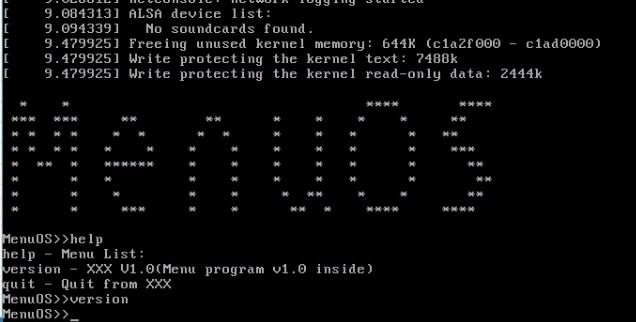 [    9.084313] ALSA device list:
[    9.094339]   No soundcards found.
[    9.479925] Freeing unused kernel memory: 644K (c1a2f000 - c1ad0000)
[    9.479925] Write protecting the kernel text: 7488k
[    9.479925] Write protecting the kernel read-only data: 2444k
MenuOS
MenuOS>>help
help - Menu List:
version - XXX V1.0(Menu program v1.0 inside)
quit - Quit from XXX
MenuOS>>version
MenuOS>>_